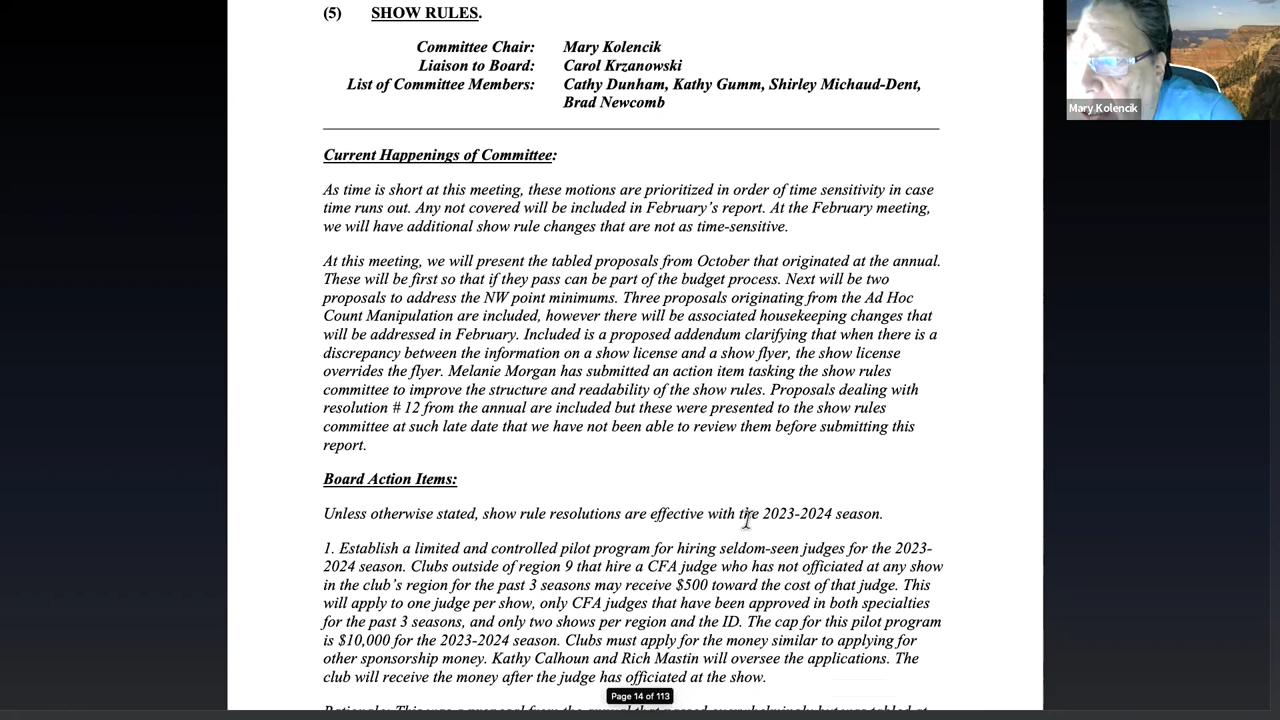 (5) SHOW RULES.
Committee Chair: Mary Kolencik
Liaison to Board: Carol Krzanowski
List of Committee Members: Cathy Dunham, Kathy Gumm, Shirley Michaud-Dent,
Brad Newcomb
Mary Kolencik
Current Happenings of Committee:
As time is short at this meeting, these motions are prioritized in order of time sensitivity in case
time runs out. Any not covered will be included in February's report. At the February meeting,
we will have additional show rule changes that are not as time-sensitive.
At this meeting, we will present the tabled proposals from October that originated at the annual.
These will be first so that if they pass can be part of the budget process. Next will be two
proposals to address the NW point minimums. Three proposals originating from the Ad Hoc
Count Manipulation are included, however there will be associated housekeeping changes that
will be addressed in February. Included is a proposed addendum clarifying that when there is a
discrepancy between the information on a show license and a show flyer, the show license
overrides the flyer. Melanie Morgan has submitted an action item tasking the show rules
committee to improve the structure and readability of the show rules. Proposals dealing with
resolution # 12 from the annual are included but these were presented to the show rules
committee at such late date that we have not been able to review them before submitting this
report.
Board Action Items:
Unless otherwise stated, show rule resolutions are effective with the 2023-2024 season.
1. Establish a limited and controlled pilot program for hiring seldom-seen judges for the 2023-
2024 season. Clubs outside of region 9 that hire a CFA judge who has not officiated at any show
in the club's region for the past 3 seasons may receive $500 toward the cost of that judge. This
will apply to one judge per show, only CFA judges that have been approved in both specialties
for the past 3 seasons, and only two shows per region and the ID. The cap for this pilot program
is $10,000 for the 2023-2024 season. Clubs must apply for the money similar to applying for
other sponsorship money. Kathy Calhoun and Rich Mastin will oversee the applications. The
club will receive the money after the judge has officiated at the show.
Page 14 of 113